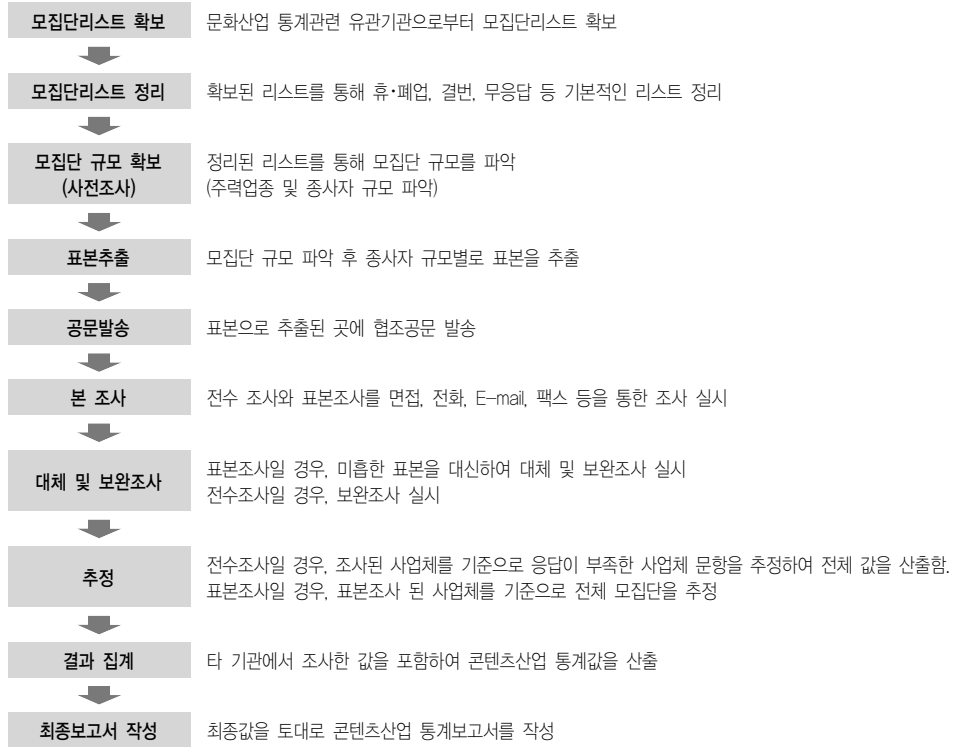 모집단리스트 확보
문화산업 통계관련 유관기관으로부터 모집단리스트 확보
모집단리스트 정리
확보된 리스트를 통해 휴·폐업, 결번, 무응답 등 기본적인 리스트 정리
모집단 규모 확보
(사전조사)
정리된 리스트를 통해 모집단 규모를 파악
(주력업종 및 종사자 규모 파악)
표본추출
모집단 규모 파악 후 종사자 규모별로 표본을 추출
공문발송
표본으로 추출된 곳에 협조공문 발송
본 조사
전수 조사와 표본조사를 면접, 전화, E-mail, 팩스 등을 통한 조사 실시
대체 및 보완조사
표본조사일 경우, 미흡한 표본을 대신하여 대체 및 보완조사 실시
전수조사일 경우, 보완조사 실시
추정
전수조사일 경우, 조사된 사업체를 기준으로 응답이 부족한 사업체 문항을 추정하여 전체 값을 산출함.
표본조사일 경우, 표본조사 된 사업체를 기준으로 전체 모집단을 추정
결과 집계
타 기관에서 조사한 값을 포함하여 콘텐츠산업 통계값을 산출
최종보고서 작성
최종값을 토대로 콘텐츠산업 통계보고서를 작성